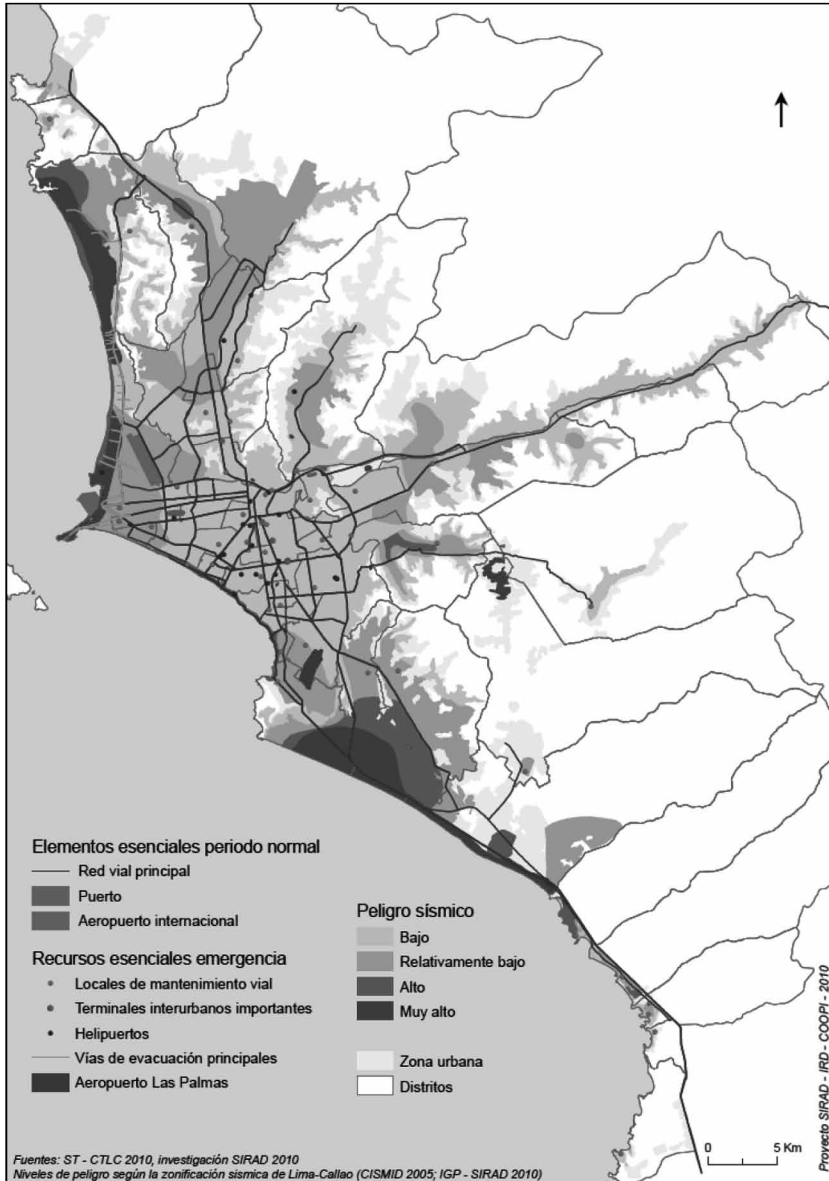 Elementos esenciales periodo normal
Red vial principal
Puerto
Aeropuerto internacional
Recursos esenciales emergencia
Locales de mantenimiento vial
Terminales interurbanos importantes
Helipuertos
Vías de evacuación principales
Aeropuerto Las Palmas
Peligro sísmico
Bajo
Relativamente bajo
Alto
Muy alto
Zona urbana
Distritos
0 5 Km
Proyecto SIRAD - IRD - COOPI - 2010
Fuentes: ST - CTLC 2010, investigación SIRAD 2010
Niveles de peligro según la zonificación sismica de Lima-Callao (CISMID 2005; IGP - SIRAD 2010)